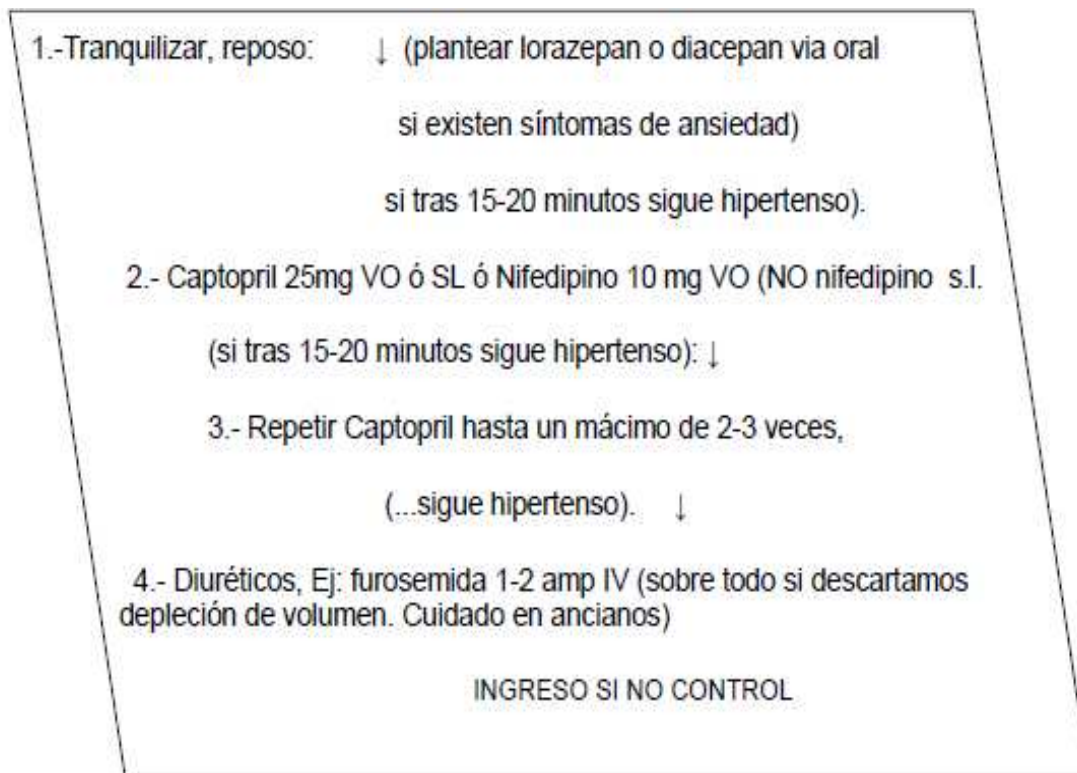 1.-Tranquilizar, reposo: ↓ (plantear lorazepan o diacepan via oral
si existen síntomas de ansiedad)
si tras 15-20 minutos sigue hipertenso).
2.- Captopril 25mg VO ó SL ó Nifedipino 10 mg VO (NO nifedipino s.l.
(si tras 15-20 minutos sigue hipertenso): ↓
3.- Repetir Captopril hasta un mácimo de 2-3 veces,
(...sigue hipertenso). ↓
4.- Diuréticos, Ej: furosemida 1-2 amp IV (sobre todo si descartamos
depleción de volumen. Cuidado en ancianos)
INGRESO SI NO CONTROL